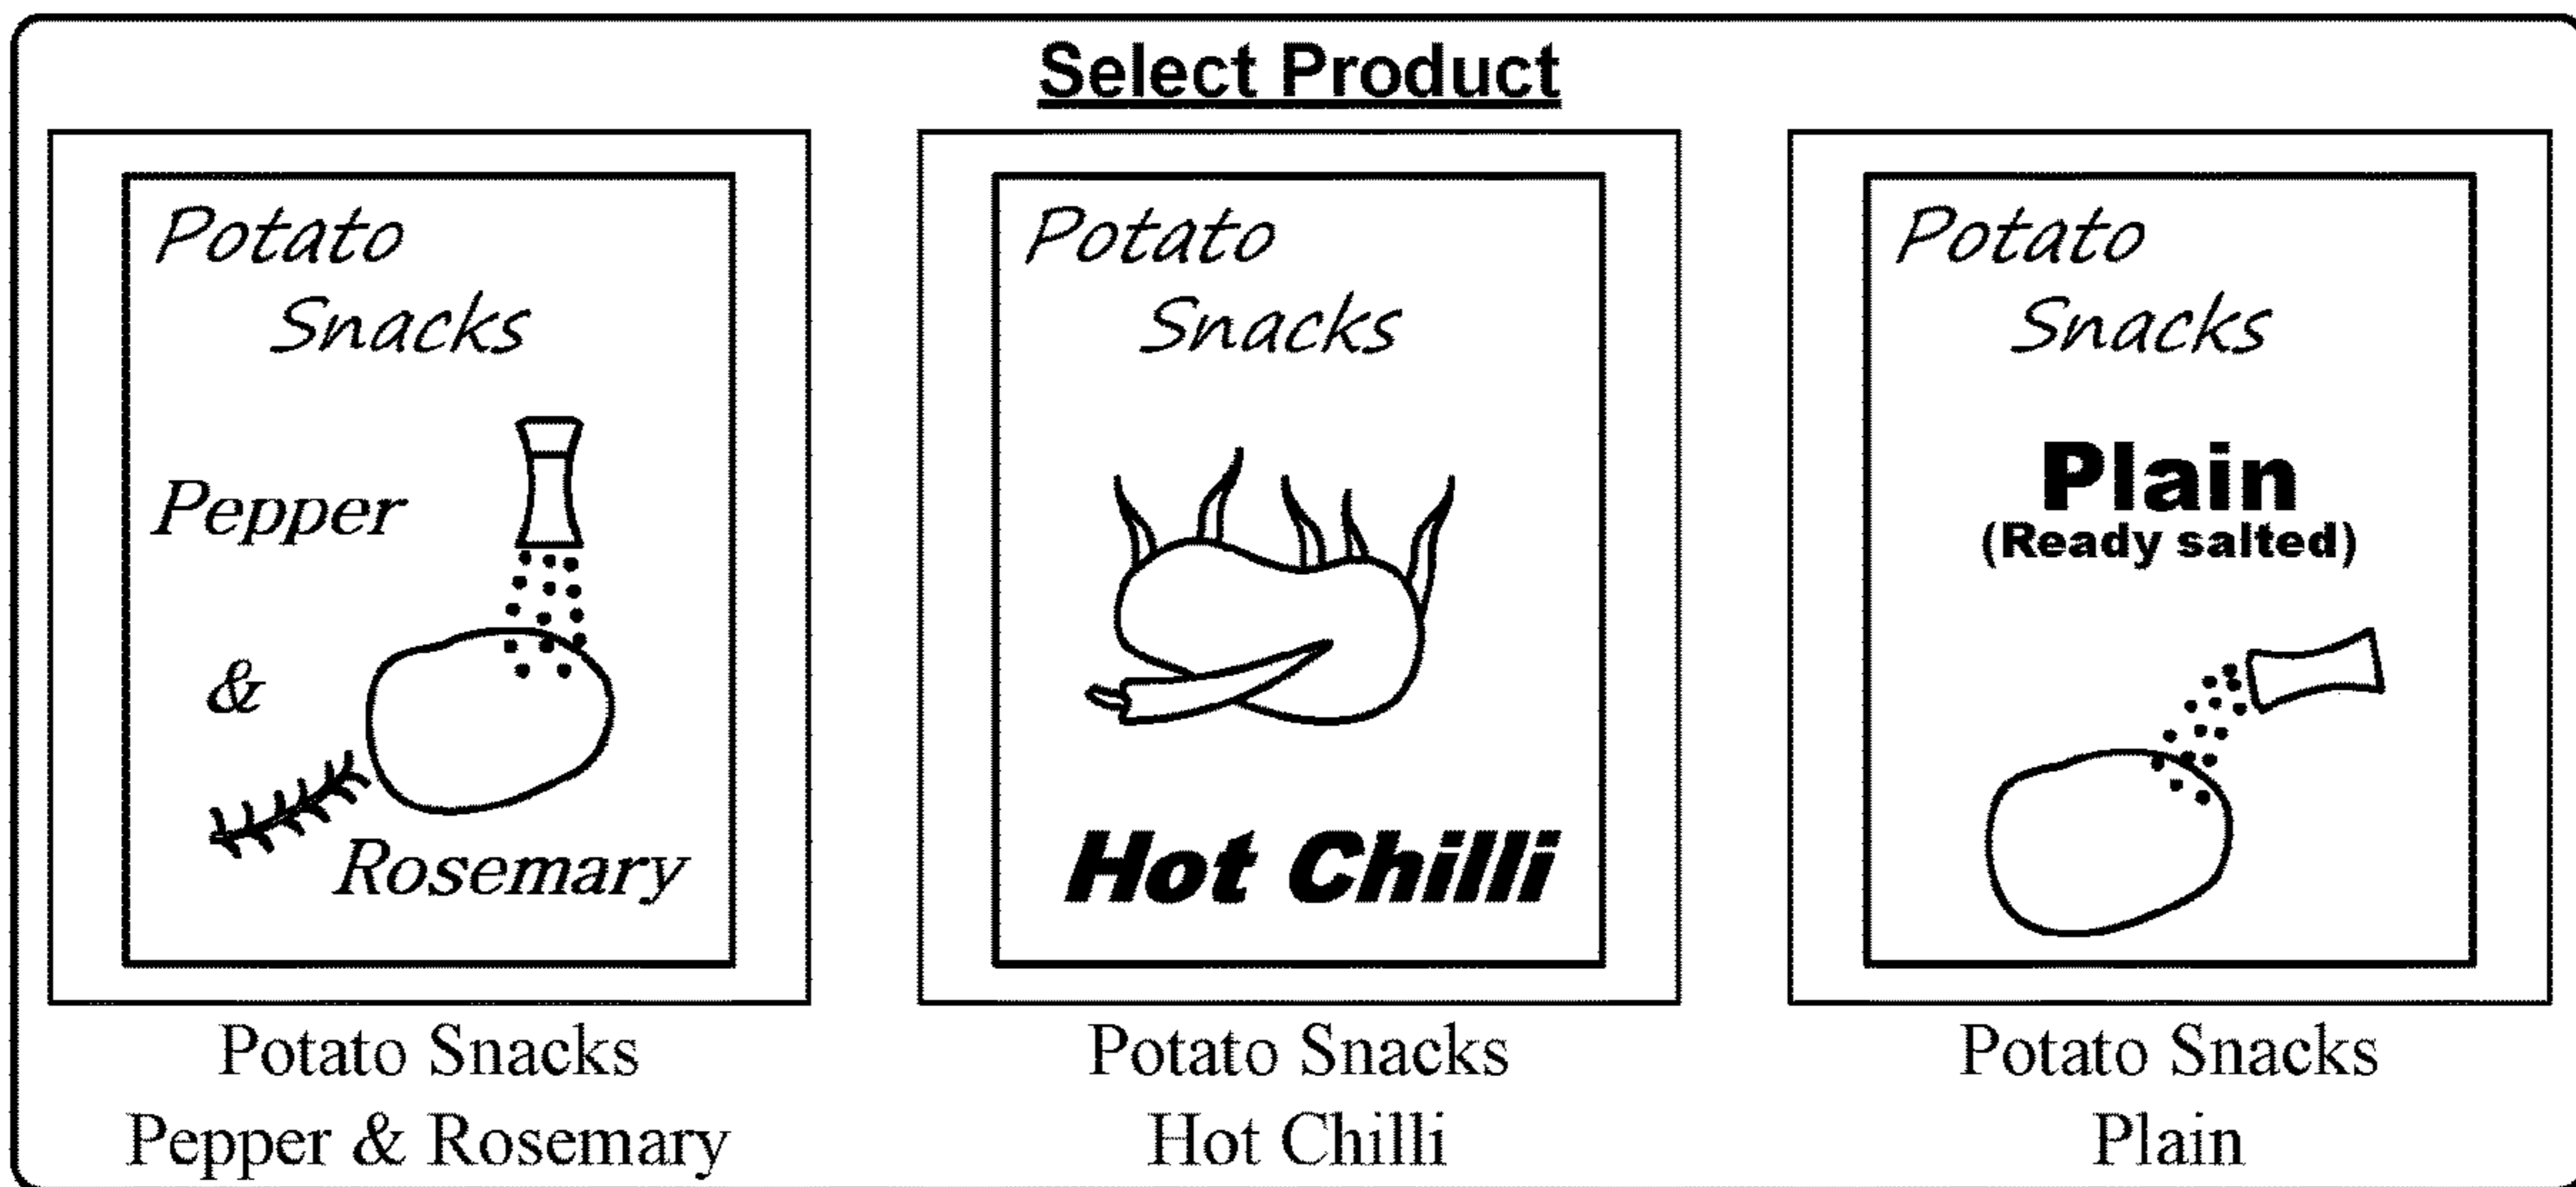 Select Product
Potato
Snacks
Pepper
&
Rosemary
Potato Snacks
Pepper & Rosemary
Potato
Snacks
Hot Chilli
Potato Snacks
Hot Chilli
Potato
Snacks
Plain
(Ready salted)
Potato Snacks
Plain